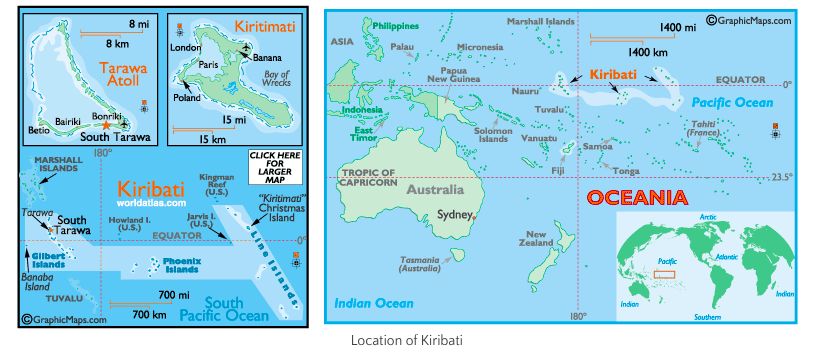 8 mi
8 km
Tarawa
Atoll
Bonriki
Bairiki
Betio
South Tarawa
Kiritimati
London
Paris
Banana
Poland
Bay of
Wrecks
15 mi
15 km
180°
MARSHALL
ISLANDS
CLICK HERE
FOR
LARGER
MAP
Kiribati
worldatlas.com
Kingman
Reef
(U.S.)
"Kiritimati"
Christmas
Island
Tarawa
South
Tarawa
Howland I.
(U.S.)
Jarvis I.
(U.S.)
EQUATOR
0°
Gilbert
Islands
Phoenix
Islands
Line Islands
Banaba
Island
TUVALU
700 mi
700 km
South
Pacific Ocean
©GraphicMaps.com
©GraphicMaps.com
Philippines
Marshall Islands
1400 mi
1400 km
ASIA
Palau
Micronesia
Papua
New Guinea
Kiribati
EQUATOR
0°
Nauru
Pacific Ocean
Indonesia
Tuvalu
East
Timor
Solomon
Islands
Vanuatu
Samoa
Tahiti
(France)
Fiji
Tonga
TROPIC OF
CAPRICORN
23.5°
Australia
OCEANIA
Sydney
New
Zealand
Tasmania
(Australia)
Indian Ocean
180°
Arctic
Pacific
Atlantic
Indian
Indian
Southern
Location of Kiribati